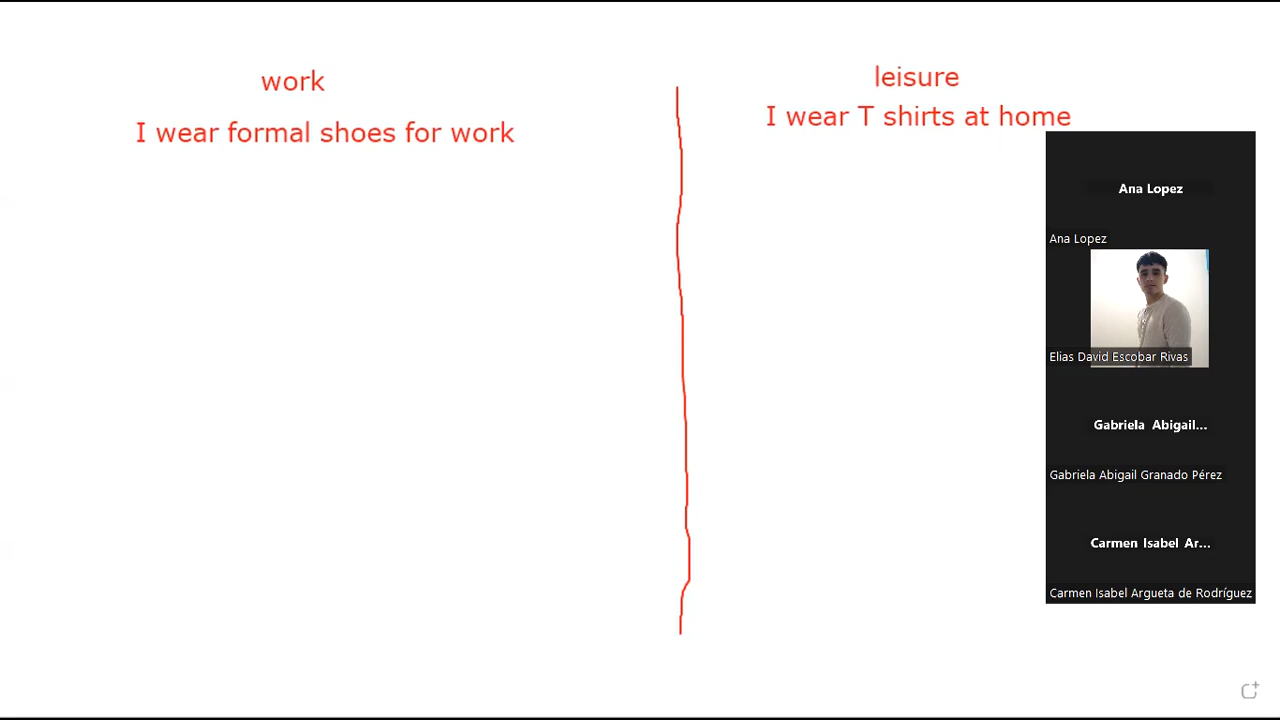 work
I wear formal shoes for work
leisure
I wear T shirts at home
Ana Lopez
Ana Lopez
Elias David Escobar Rivas
Gabriela Abigail...
Gabriela Abigail Granado Pérez
Carmen Isabel Ar...
Carmen Isabel Argueta de Rodríguez